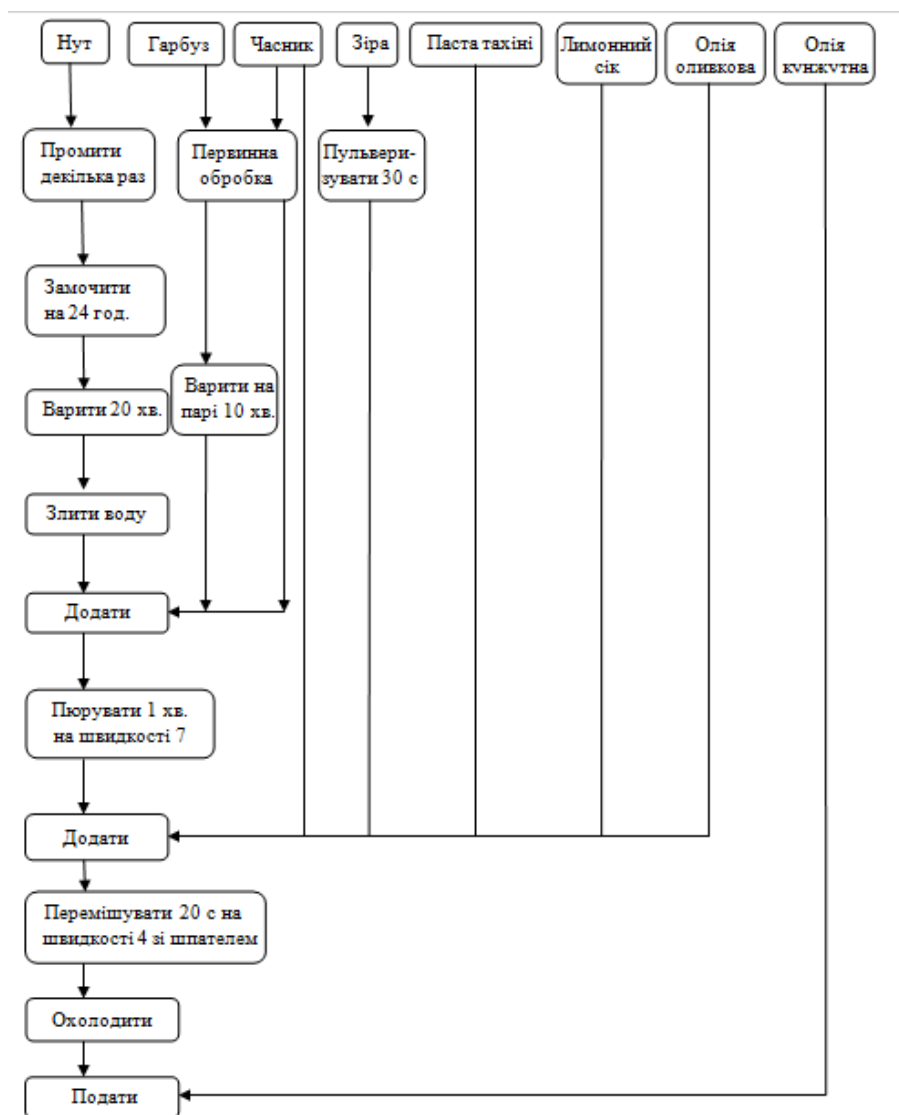 Нут
Гарбуз
Часник
Зіра
Паста тахіні
Лимонний
сік
Олія
оливкова
Олія
кунжутна
Промити
декілька раз
Первинна
обробка
Пульвери-
зувати 30 с
Замочити
на 24 год.
Варити 20 хв.
Варити на
парі 10 хв.
Злити воду
Додати
Пюрувати 1 хв.
на швидкості 7
Додати
Перемішувати 20 с на
швидкості 4 зі шпателем
Охолодити
Подати